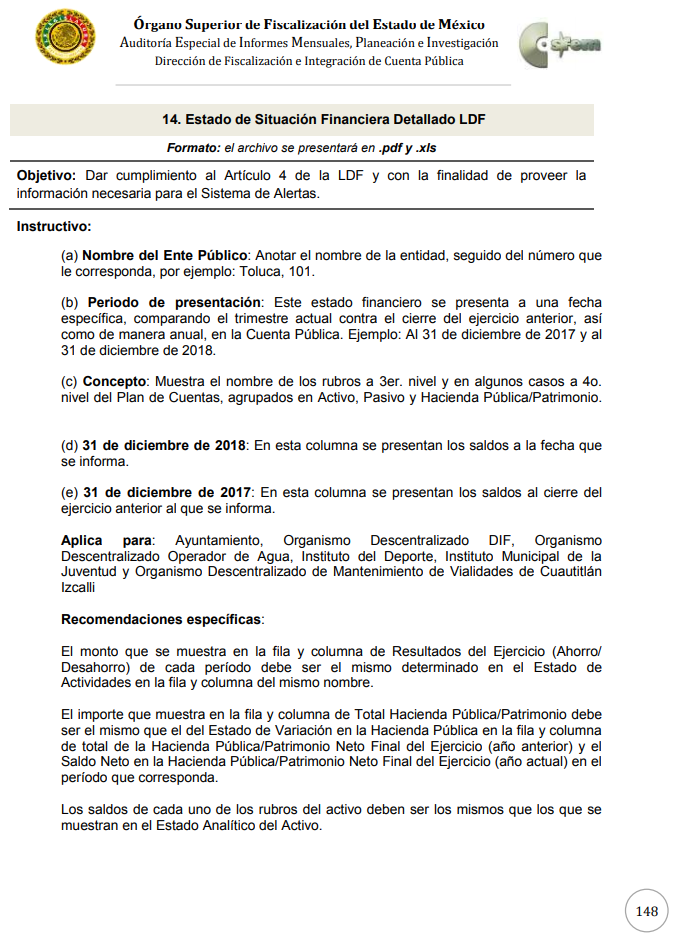 Órgano Superior de Fiscalización del Estado de México
Auditoría Especial de Informes Mensuales, Planeación e Investigación
Dirección de Fiscalización e Integración de Cuenta Pública
osfem
14. Estado de Situación Financiera Detallado LDF
Formato: el archivo se presentará en .pdf y .xls
Objetivo: Dar cumplimiento al Artículo 4 de la LDF y con la finalidad de proveer la
información necesaria para el Sistema de Alertas.
Instructivo:
(a) Nombre del Ente Público: Anotar el nombre de la entidad, seguido del número que
le corresponda, por ejemplo: Toluca, 101.
(b) Periodo de presentación: Este estado financiero se presenta a una fecha
específica, comparando el trimestre actual contra el cierre del ejercicio anterior, así
como de manera anual, en la Cuenta Pública. Ejemplo: Al 31 de diciembre de 2017 y al
31 de diciembre de 2018.
(c) Concepto: Muestra el nombre de los rubros a 3er. nivel y en algunos casos a 4o.
nivel del Plan de Cuentas, agrupados en Activo, Pasivo y Hacienda Pública/Patrimonio.
(d) 31 de diciembre de 2018: En esta columna se presentan los saldos a la fecha que
se informa.
(e) 31 de diciembre de 2017: En esta columna se presentan los saldos al cierre del
ejercicio anterior al que se informa.
Aplica para: Ayuntamiento, Organismo Descentralizado DIF, Organismo
Descentralizado Operador de Agua, Instituto del Deporte, Instituto Municipal de la
Juventud y Organismo Descentralizado de Mantenimiento de Vialidades de Cuautitlán
Izcalli
Recomendaciones específicas:
El monto que se muestra en la fila y columna de Resultados del Ejercicio (Ahorro/
Desahorro) de cada período debe ser el mismo determinado en el Estado de
Actividades en la fila y columna del mismo nombre.
El importe que muestra en la fila y columna de Total Hacienda Pública/Patrimonio debe
ser el mismo que el del Estado de Variación en la Hacienda Pública en la fila y columna
de total de la Hacienda Pública/Patrimonio Neto Final del Ejercicio (año anterior) y el
Saldo Neto en la Hacienda Pública/Patrimonio Neto Final del Ejercicio (año actual) en el
período que corresponda.
Los saldos de cada uno de los rubros del activo deben ser los mismos que los que se
muestran en el Estado Analítico del Activo.
148